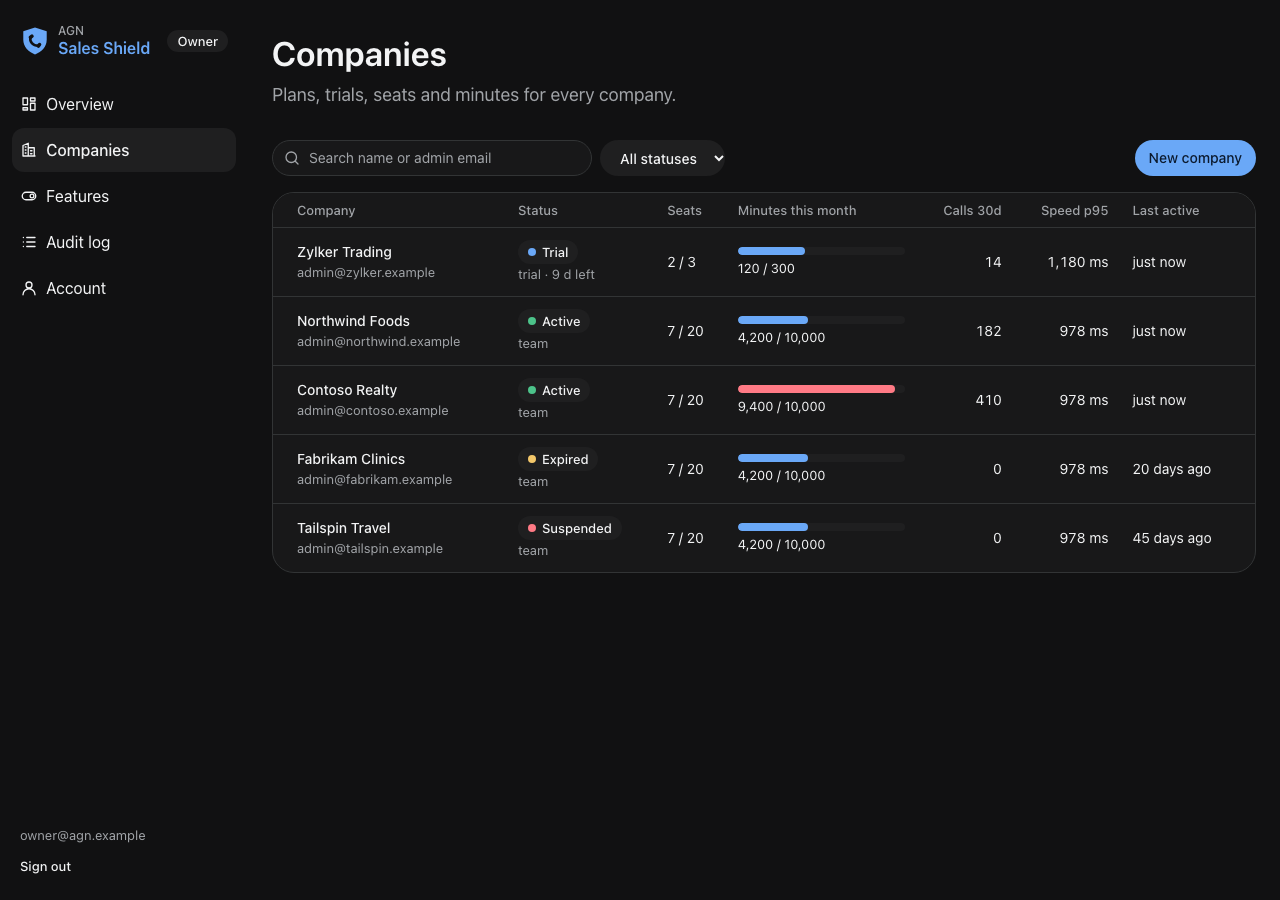 AGN
Sales Shield
Owner
Overview
Companies
Features
Audit log
Account
owner@agn.example
Sign out
Companies
Plans, trials, seats and minutes for every company.
Search name or admin email
All statuses
New company
Company Status Seats Minutes this month Calls 30d Speed p95 Last active
Zylker Trading
admin@zylker.example
Trial
trial · 9 d left
2 / 3
120 / 300
14
1,180 ms
just now
Northwind Foods
admin@northwind.example
Active
team
7 / 20
4,200 / 10,000
182
978 ms
just now
Contoso Realty
admin@contoso.example
Active
team
7 / 20
9,400 / 10,000
410
978 ms
just now
Fabrikam Clinics
admin@fabrikam.example
Expired
team
7 / 20
4,200 / 10,000
0
978 ms
20 days ago
Tailspin Travel
admin@tailspin.example
Suspended
team
7 / 20
4,200 / 10,000
0
978 ms
45 days ago